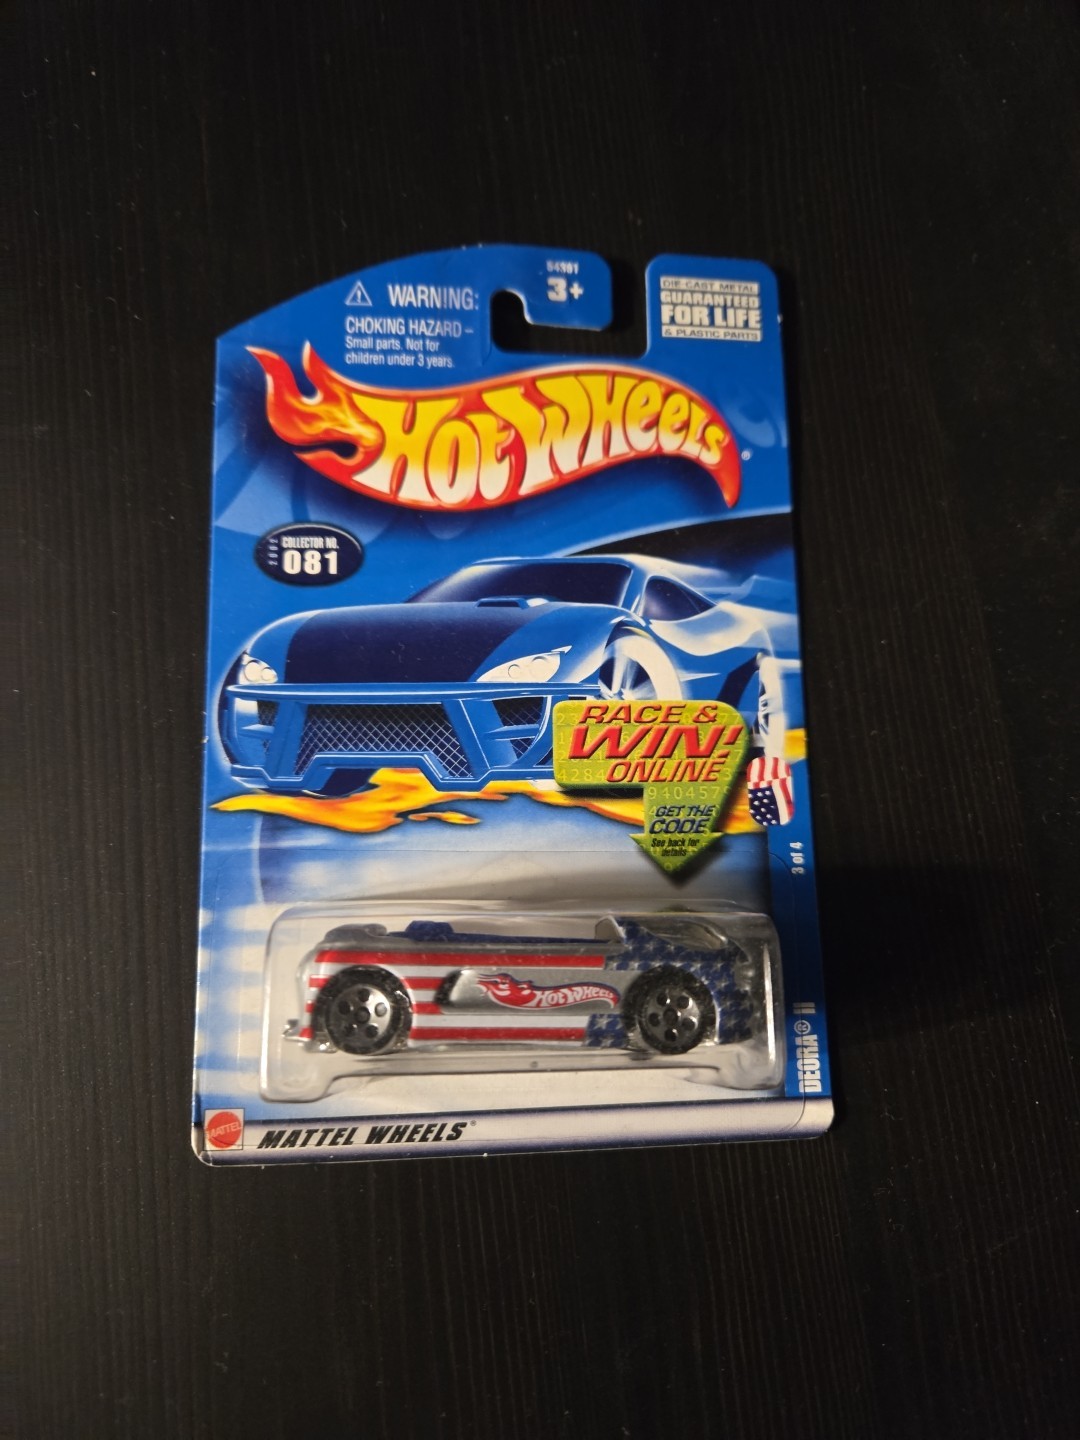 54391
3+
WARNING:
CHOKING HAZARD –
Small parts. Not for
children under 3 years.
DIE-CAST METAL
GUARANTEED
FOR LIFE
& PLASTIC PARTS
HOT WHEELS®
COLLECTOR NO.
081
RACE &
WIN!
ONLINE
GET THE
CODE
See back for
details
3 of 4
HOT WHEELS
DEORA® II
MATTEL
MATTEL WHEELS®